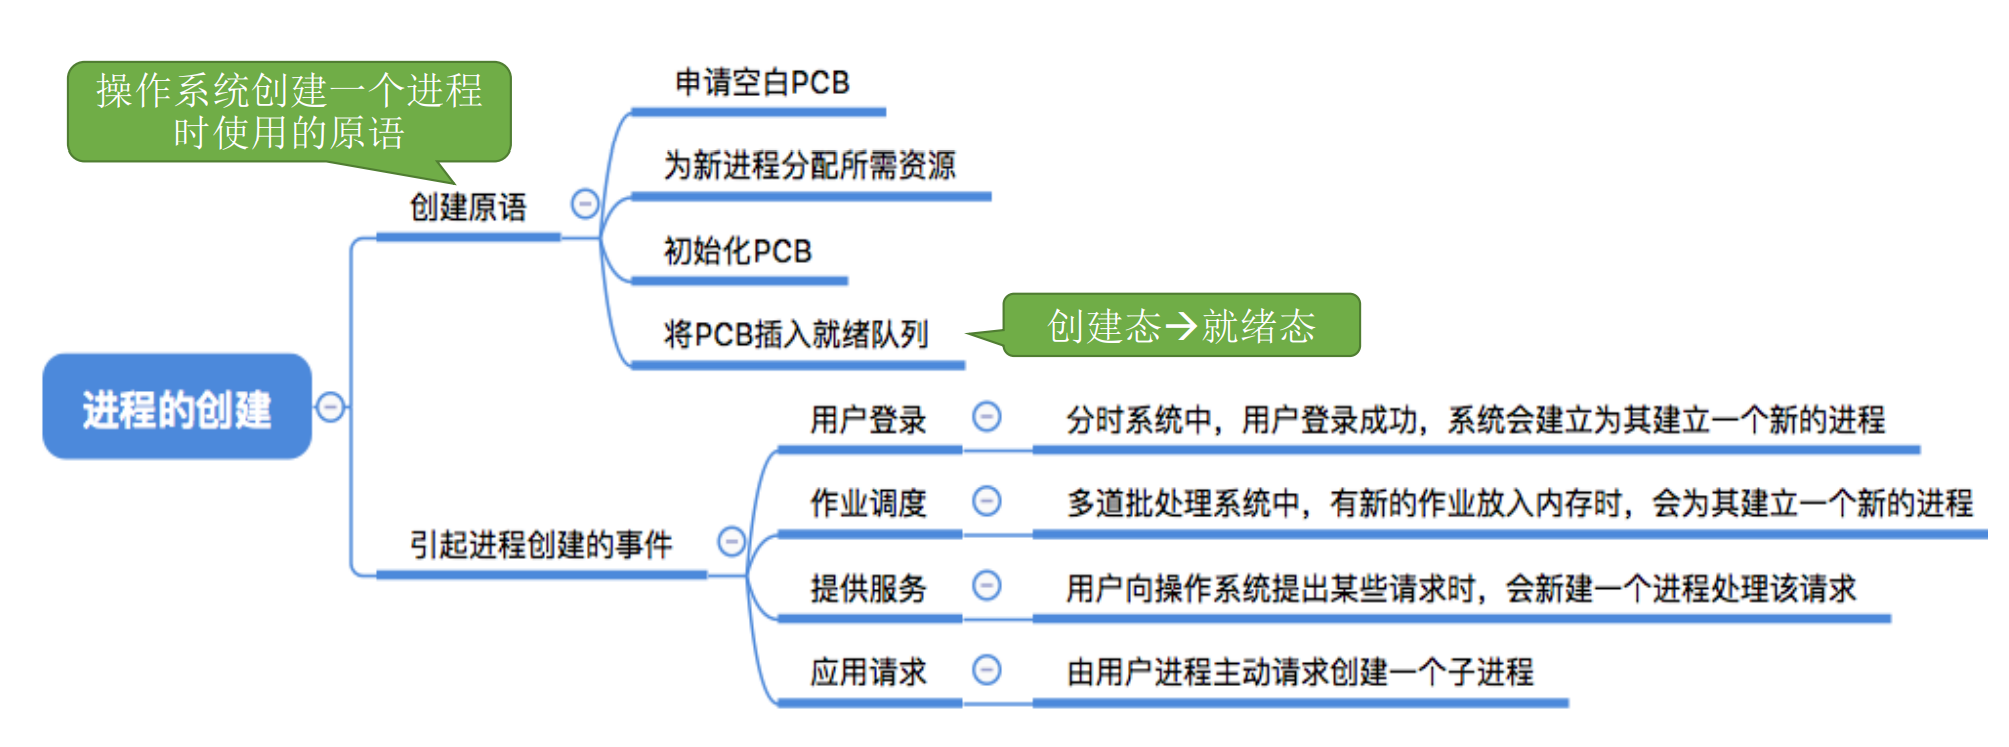 操作系统创建一个进程
时使用的原语
申请空白PCB
为新进程分配所需资源
创建原语
初始化PCB
将PCB插入就绪队列
创建态→就绪态
进程的创建
用户登录
分时系统中，用户登录成功，系统会建立为其建立一个新的进程
作业调度
多道批处理系统中，有新的作业放入内存时，会为其建立一个新的进程
引起进程创建的事件
提供服务
用户向操作系统提出某些请求时，会新建一个进程处理该请求
应用请求
由用户进程主动请求创建一个子进程